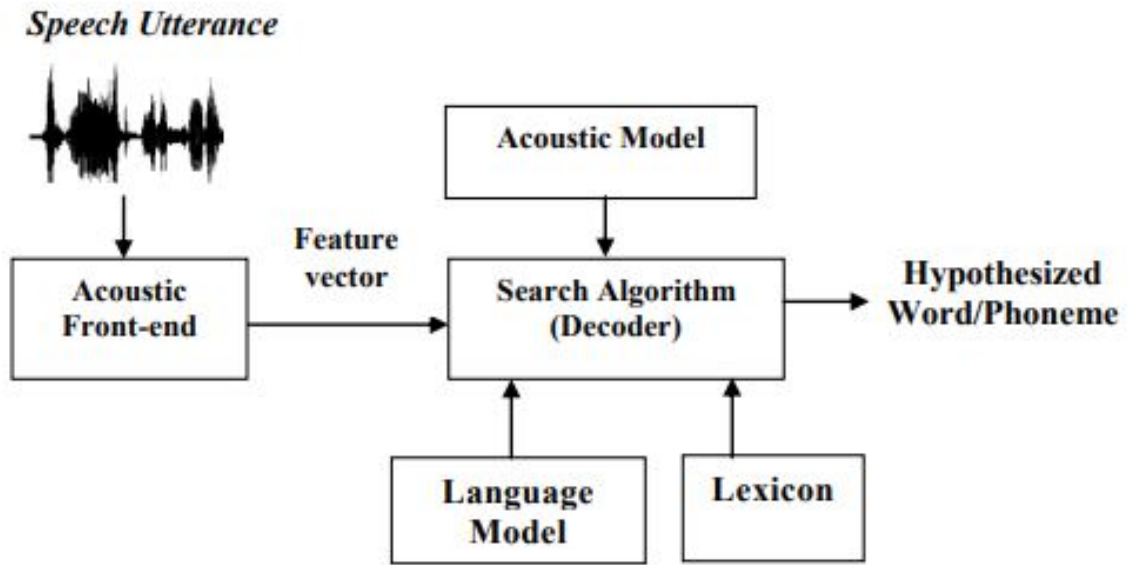 Speech Utterance
Acoustic Model
Feature
vector
Acoustic
Front-end
Search Algorithm
(Decoder)
Hypothesized
Word/Phoneme
Language
Model
Lexicon